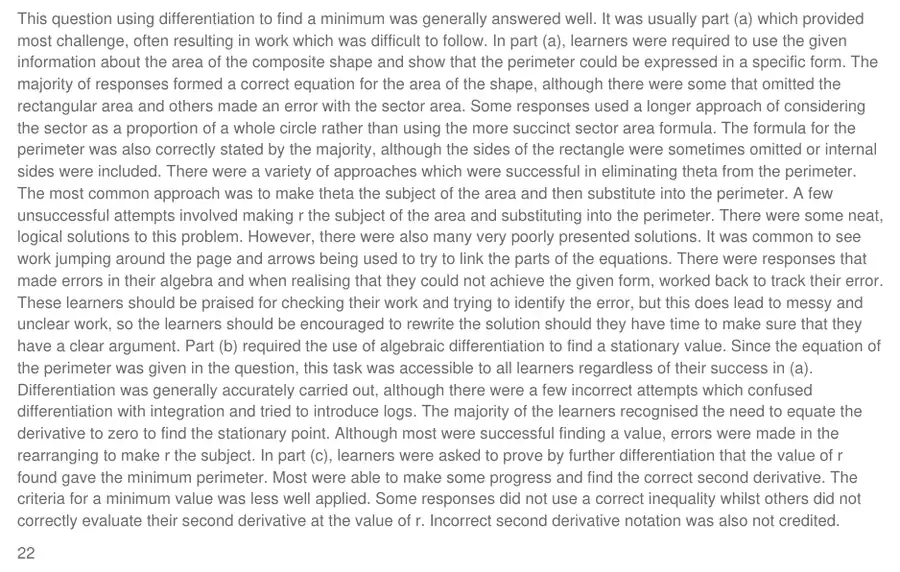 This question using differentiation to find a minimum was generally answered well. It was usually part (a) which provided
most challenge, often resulting in work which was difficult to follow. In part (a), learners were required to use the given
information about the area of the composite shape and show that the perimeter could be expressed in a specific form. The
majority of responses formed a correct equation for the area of the shape, although there were some that omitted the
rectangular area and others made an error with the sector area. Some responses used a longer approach of considering
the sector as a proportion of a whole circle rather than using the more succinct sector area formula. The formula for the
perimeter was also correctly stated by the majority, although the sides of the rectangle were sometimes omitted or internal
sides were included. There were a variety of approaches which were successful in eliminating theta from the perimeter.
The most common approach was to make theta the subject of the area and then substitute into the perimeter. A few
unsuccessful attempts involved making r the subject of the area and substituting into the perimeter. There were some neat,
logical solutions to this problem. However, there were also many very poorly presented solutions. It was common to see
work jumping around the page and arrows being used to try to link the parts of the equations. There were responses that
made errors in their algebra and when realising that they could not achieve the given form, worked back to track their error.
These learners should be praised for checking their work and trying to identify the error, but this does lead to messy and
unclear work, so the learners should be encouraged to rewrite the solution should they have time to make sure that they
have a clear argument. Part (b) required the use of algebraic differentiation to find a stationary value. Since the equation of
the perimeter was given in the question, this task was accessible to all learners regardless of their success in (a).
Differentiation was generally accurately carried out, although there were a few incorrect attempts which confused
differentiation with integration and tried to introduce logs. The majority of the learners recognised the need to equate the
derivative to zero to find the stationary point. Although most were successful finding a value, errors were made in the
rearranging to make r the subject. In part (c), learners were asked to prove by further differentiation that the value of r
found gave the minimum perimeter. Most were able to make some progress and find the correct second derivative. The
criteria for a minimum value was less well applied. Some responses did not use a correct inequality whilst others did not
correctly evaluate their second derivative at the value of r. Incorrect second derivative notation was also not credited.
22